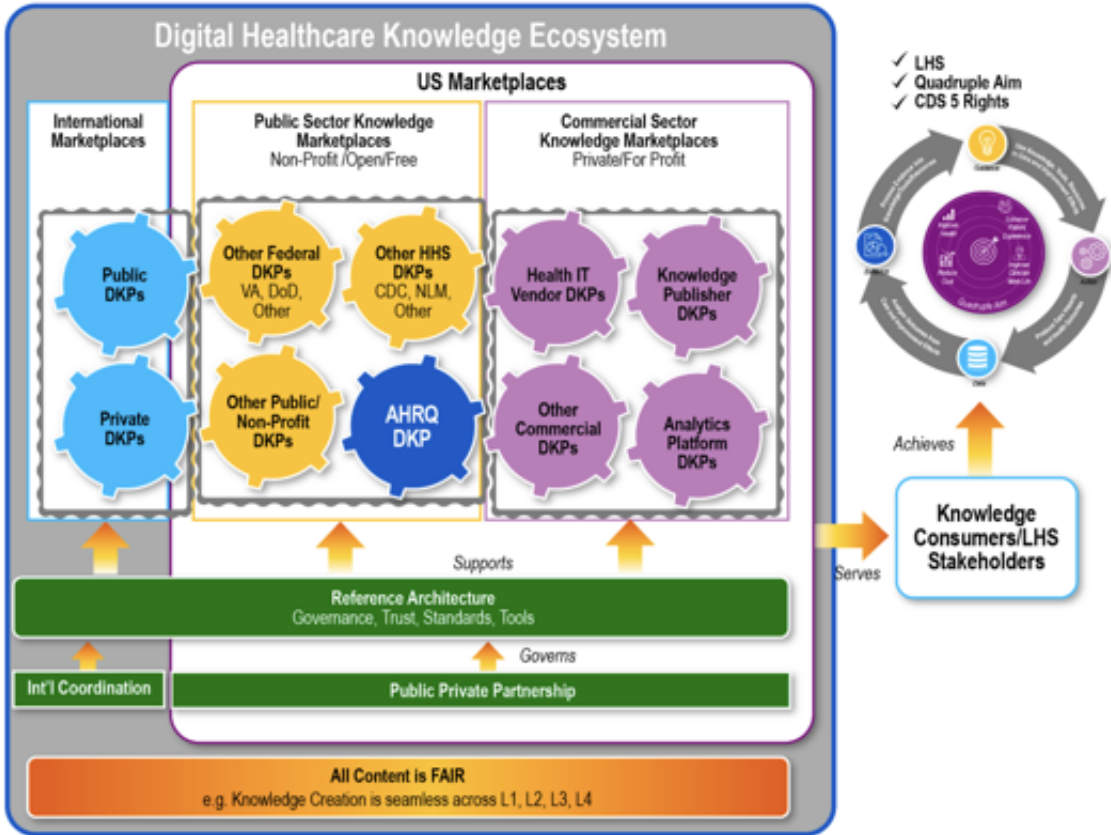 Digital Healthcare Knowledge Ecosystem
US Marketplaces
International
Marketplaces
Public Sector Knowledge
Marketplaces
Non-Profit /Open/Free
Commercial Sector
Knowledge Marketplaces
Private/For Profit
Public
DKPs
Other Federal
DKPs
VA, DoD,
Other
Other HHS
DKPs
CDC, NLM,
Other
Health IT
Vendor DKPs
Knowledge
Publisher
DKPs
Private
DKPs
Other Public/
Non-Profit
DKPs
AHRQ
DKP
Other
Commercial
DKPs
Analytics
Platform
DKPs
Supports
Reference Architecture
Governance, Trust, Standards, Tools
Governs
Int'l Coordination
Public Private Partnership
All Content is FAIR
e.g. Knowledge Creation is seamless across L1, L2, L3, L4
✓ LHS
✓ Quadruple Aim
✓ CDS 5 Rights
Quadruple Aim
Data
Achieves
Knowledge
Consumers/LHS
Stakeholders
Serves